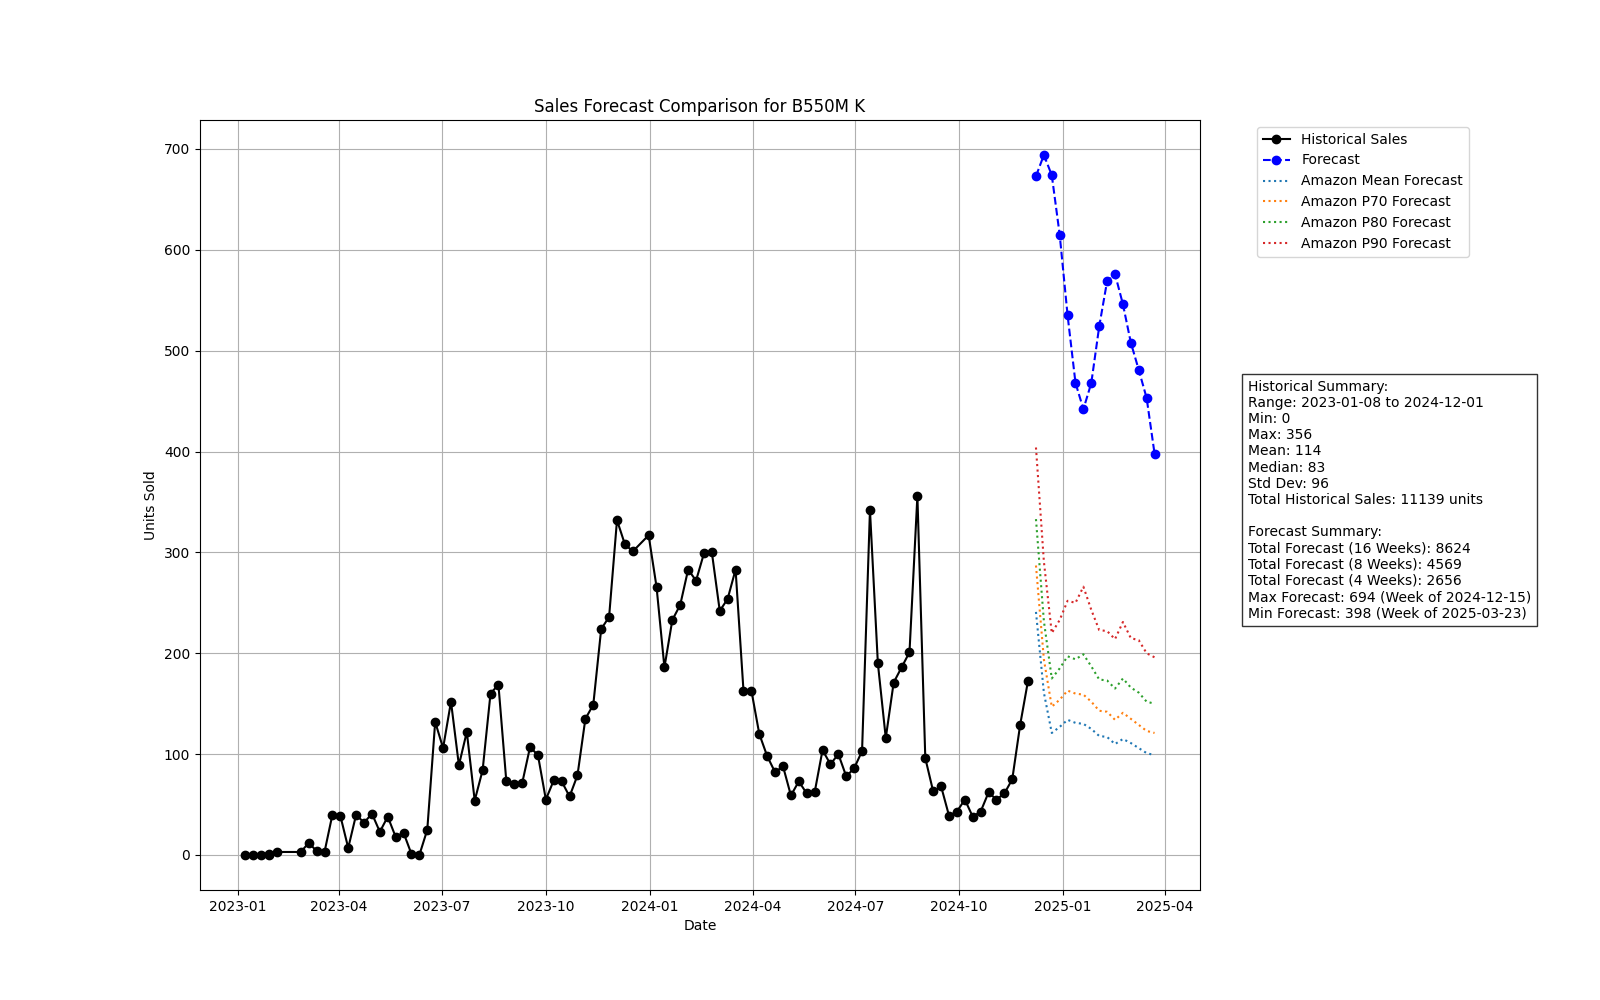 Sales Forecast Comparison for B550M K
700
600
500
400
300
200
100
0
Units Sold
2023-01
2023-04
2023-07
2023-10
2024-01
2024-04
2024-07
2024-10
2025-01
2025-04
Date
Historical Sales
Forecast
Amazon Mean Forecast
Amazon P70 Forecast
Amazon P80 Forecast
Amazon P90 Forecast
Historical Summary:
Range: 2023-01-08 to 2024-12-01
Min: 0
Max: 356
Mean: 114
Median: 83
Std Dev: 96
Total Historical Sales: 11139 units
Forecast Summary:
Total Forecast (16 Weeks): 8624
Total Forecast (8 Weeks): 4569
Total Forecast (4 Weeks): 2656
Max Forecast: 694 (Week of 2024-12-15)
Min Forecast: 398 (Week of 2025-03-23)